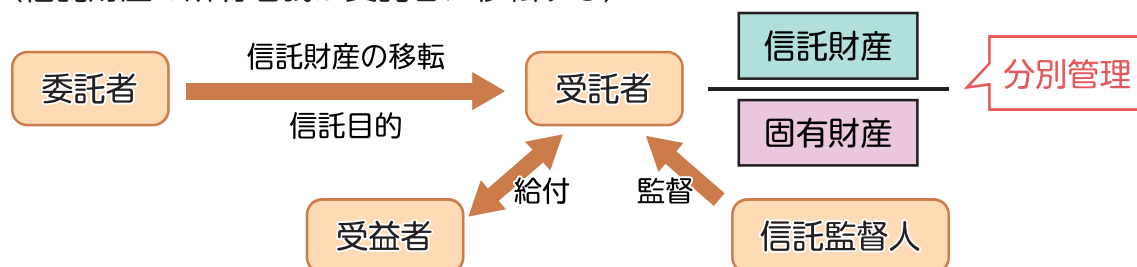 信託財産の移転
信託財産
委託者
受託者
分別管理
信託目的
固有財産
給付
監督
受益者
信託監督人